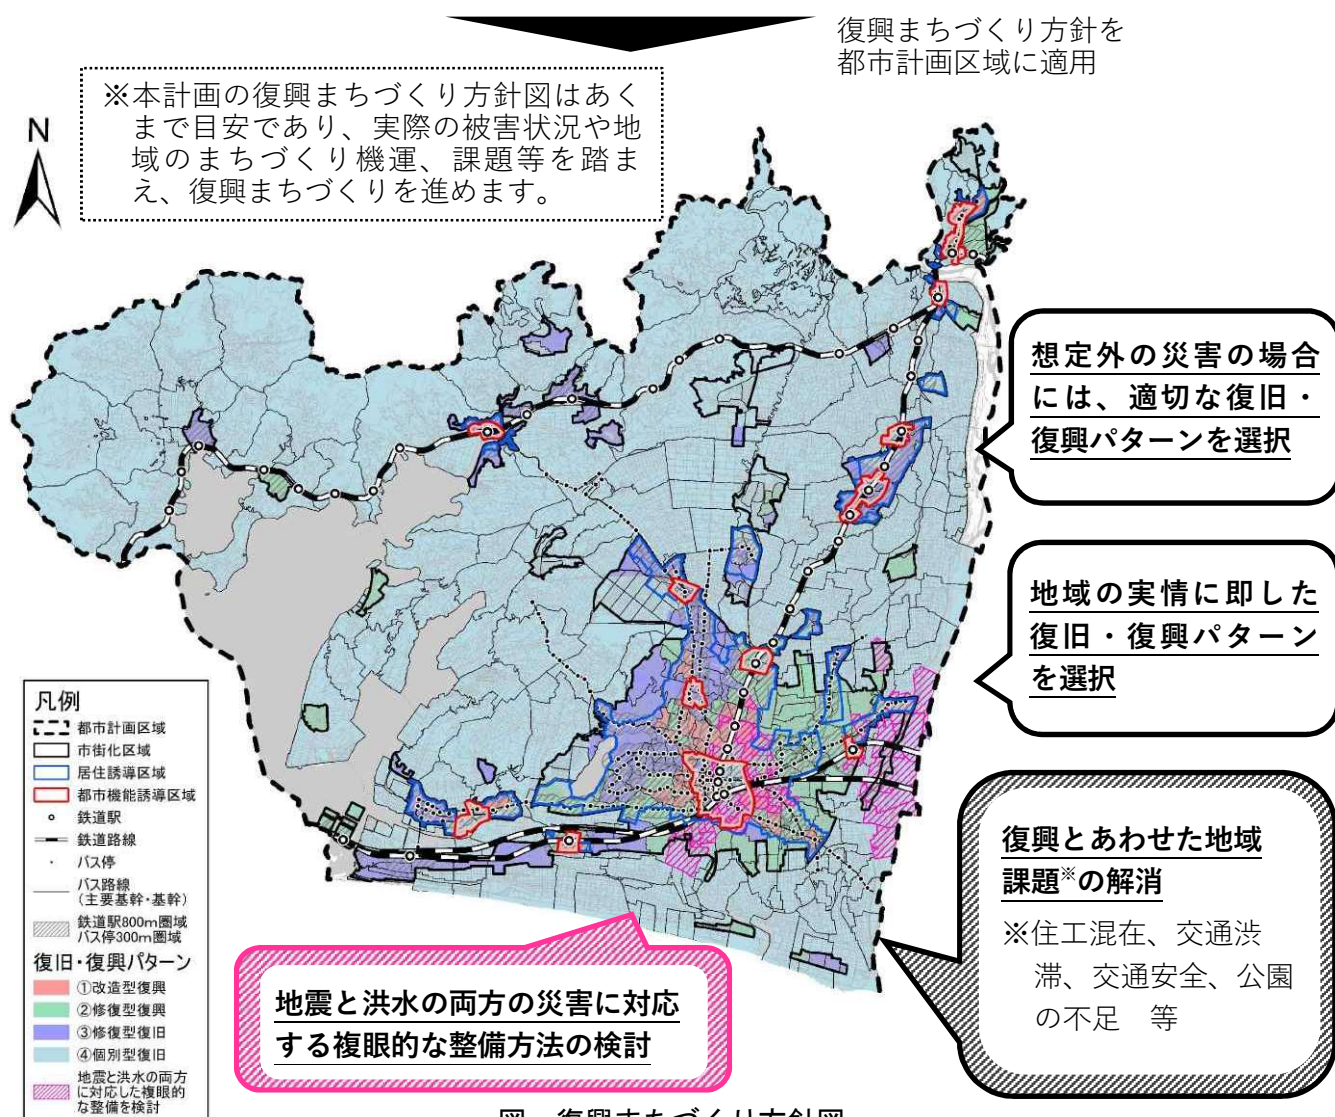 復興まちづくり方針を
都市計画区域に適用
※本計画の復興まちづくり方針図はあく
まで目安であり、実際の被害状況や地
域のまちづくり機運、課題等を踏ま
え、復興まちづくりを進めます。
N
想定外の災害の場合
には、適切な復旧・
復興パターンを選択
地域の実情に即した
復旧・復興パターン
を選択
復興とあわせた地域
課題※の解消
※住工混在、交通渋
滞、交通安全、公園
の不足　等
地震と洪水の両方の災害に対応
する複眼的な整備方法の検討
凡例
都市計画区域
市街化区域
居住誘導区域
都市機能誘導区域
鉄道駅
鉄道路線
バス停
バス路線
（主要基幹・基幹）
鉄道駅800m圏域
バス停300m圏域
復旧・復興パターン
①改造型復興
②修復型復興
③修復型復旧
④個別型復旧
地震と洪水の両方
に対応した複眼的
な整備を検討
図　復興まちづくり方針図